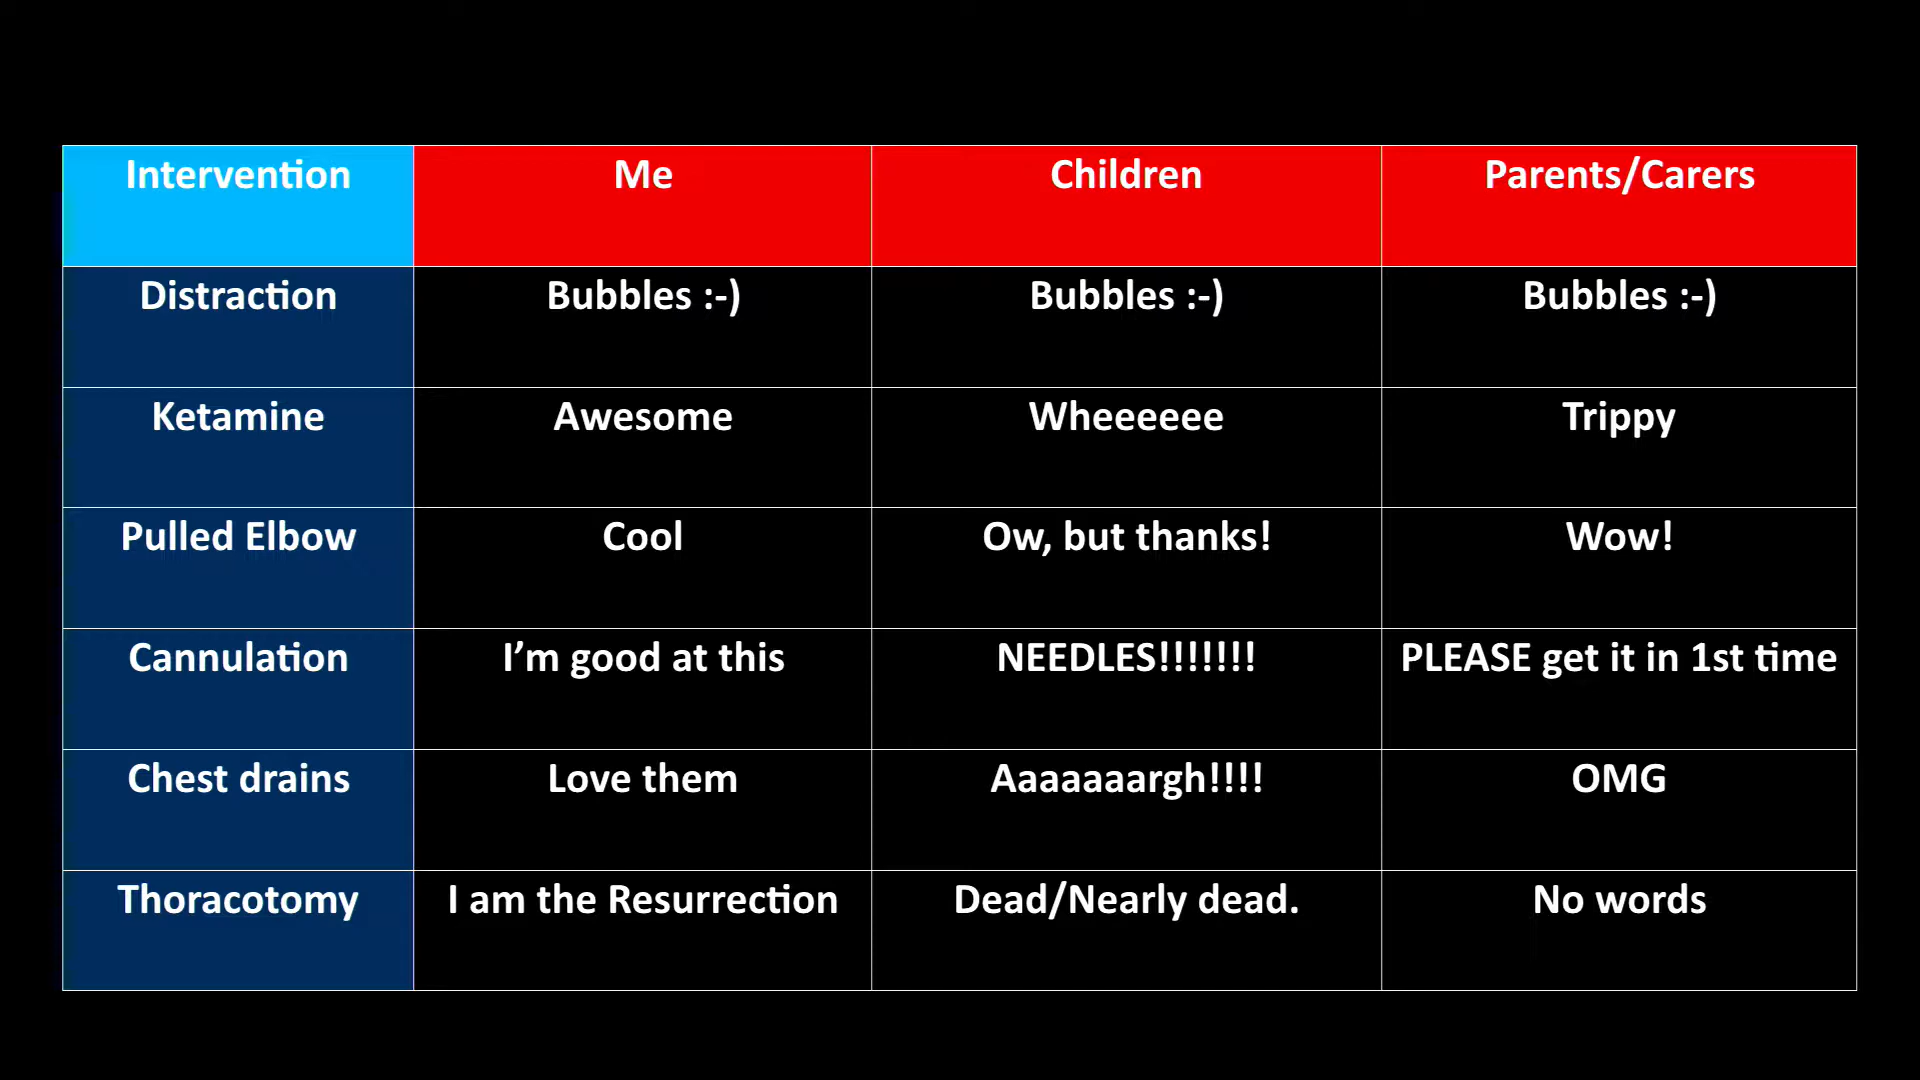 Intervention Me Children Parents/Carers
Distraction Bubbles :-) Bubbles :-) Bubbles :-)
Ketamine Awesome Wheeeeee Trippy
Pulled Elbow Cool Ow, but thanks! Wow!
Cannulation I’m good at this NEEDLES!!!!!!! PLEASE get it in 1st time
Chest drains Love them Aaaaaaargh!!!! OMG
Thoracotomy I am the Resurrection Dead/Nearly dead. No words